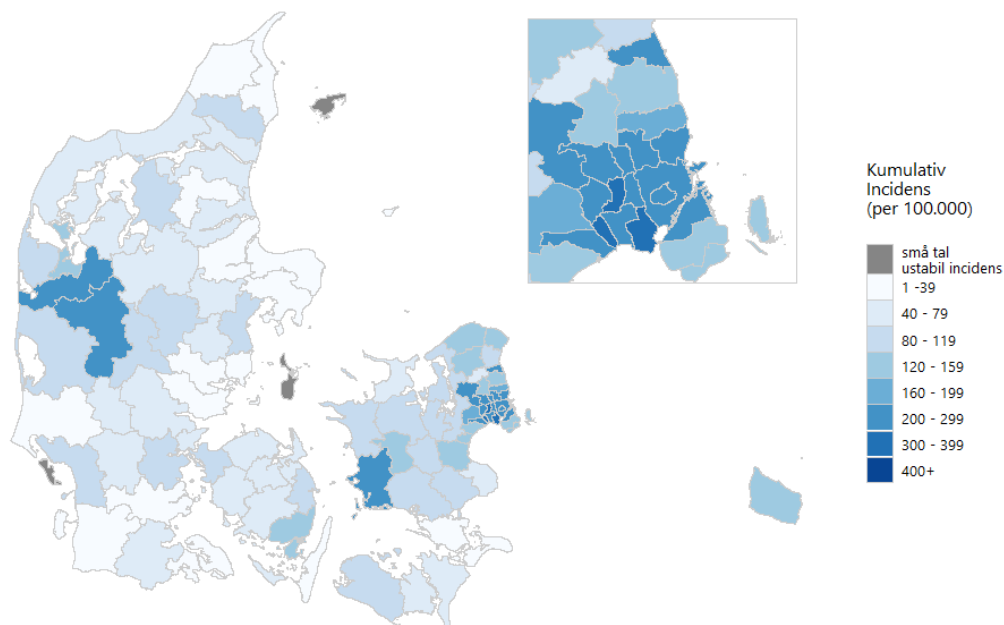 Kumulativ
Incidens
(per 100.000)
små tal
ustabil incidens
1 -39
40 - 79
80 - 119
120 - 159
160 - 199
200 - 299
300 - 399
400+